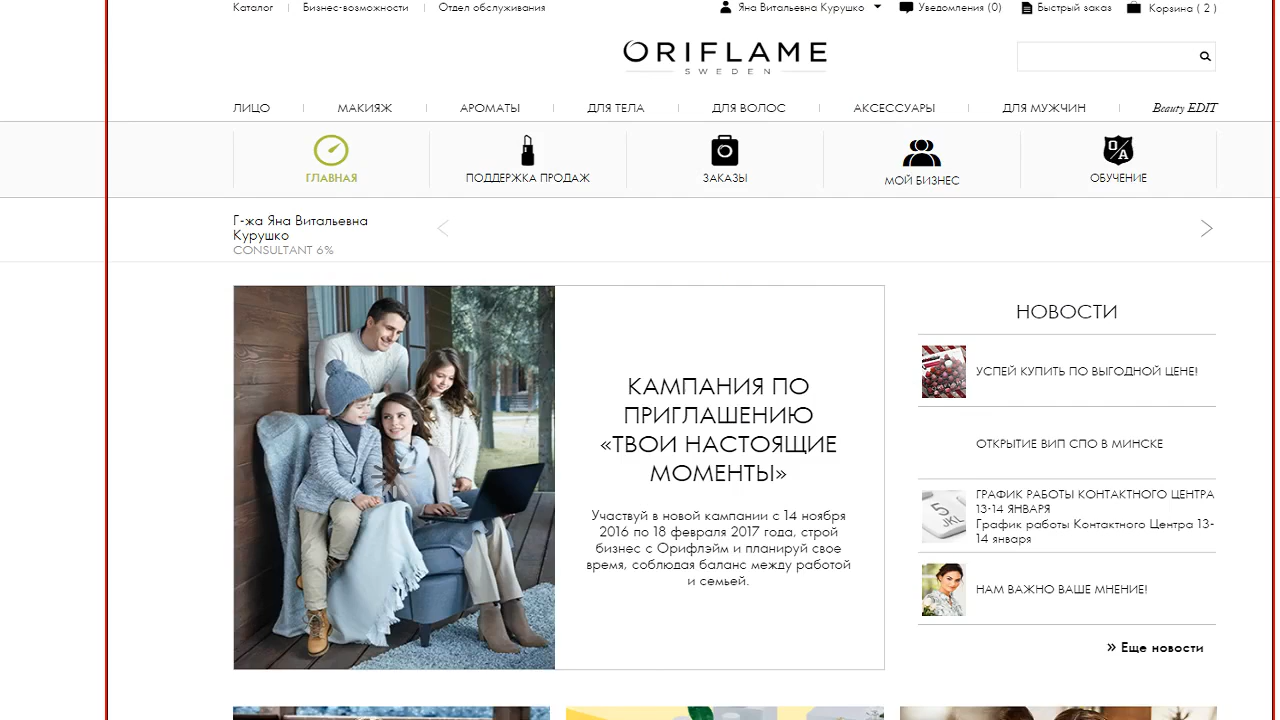 Каталог
Бизнес-возможности
Отдел обслуживания
Яна Витальевна Курушко
Уведомления (0)
Быстрый заказ
Корзина ( 2 )
ORIFLAME
SWEDEN
ЛИЦО
МАКИЯЖ
АРОМАТЫ
ДЛЯ ТЕЛА
ДЛЯ ВОЛОС
АКСЕССУАРЫ
ДЛЯ МУЖЧИН
Beauty EDIT
ГЛАВНАЯ
ПОДДЕРЖКА ПРОДАЖ
ЗАКАЗЫ
МОЙ БИЗНЕС
Q/A
ОБУЧЕНИЕ
Г-жа Яна Витальевна
Курушко
CONSULTANT 6%
КАМПАНИЯ ПО
ПРИГЛАШЕНИЮ
«ТВОИ НАСТОЯЩИЕ
МОМЕНТЫ»
Участвуй в новой кампании с 14 ноября
2016 по 18 февраля 2017 года, строй
бизнес с Орифлэйм и планируй свое
время, соблюдая баланс между работой
и семьей.
НОВОСТИ
УСПЕЙ КУПИТЬ ПО ВЫГОДНОЙ ЦЕНЕ!
ОТКРЫТИЕ ВИП СПО В МИНСКЕ
5
JKL
ГРАФИК РАБОТЫ КОНТАКТНОГО ЦЕНТРА
13-14 ЯНВАРЯ
График работы Контактного Центра 13-
14 января
НАМ ВАЖНО ВАШЕ МНЕНИЕ!
» Еще новости